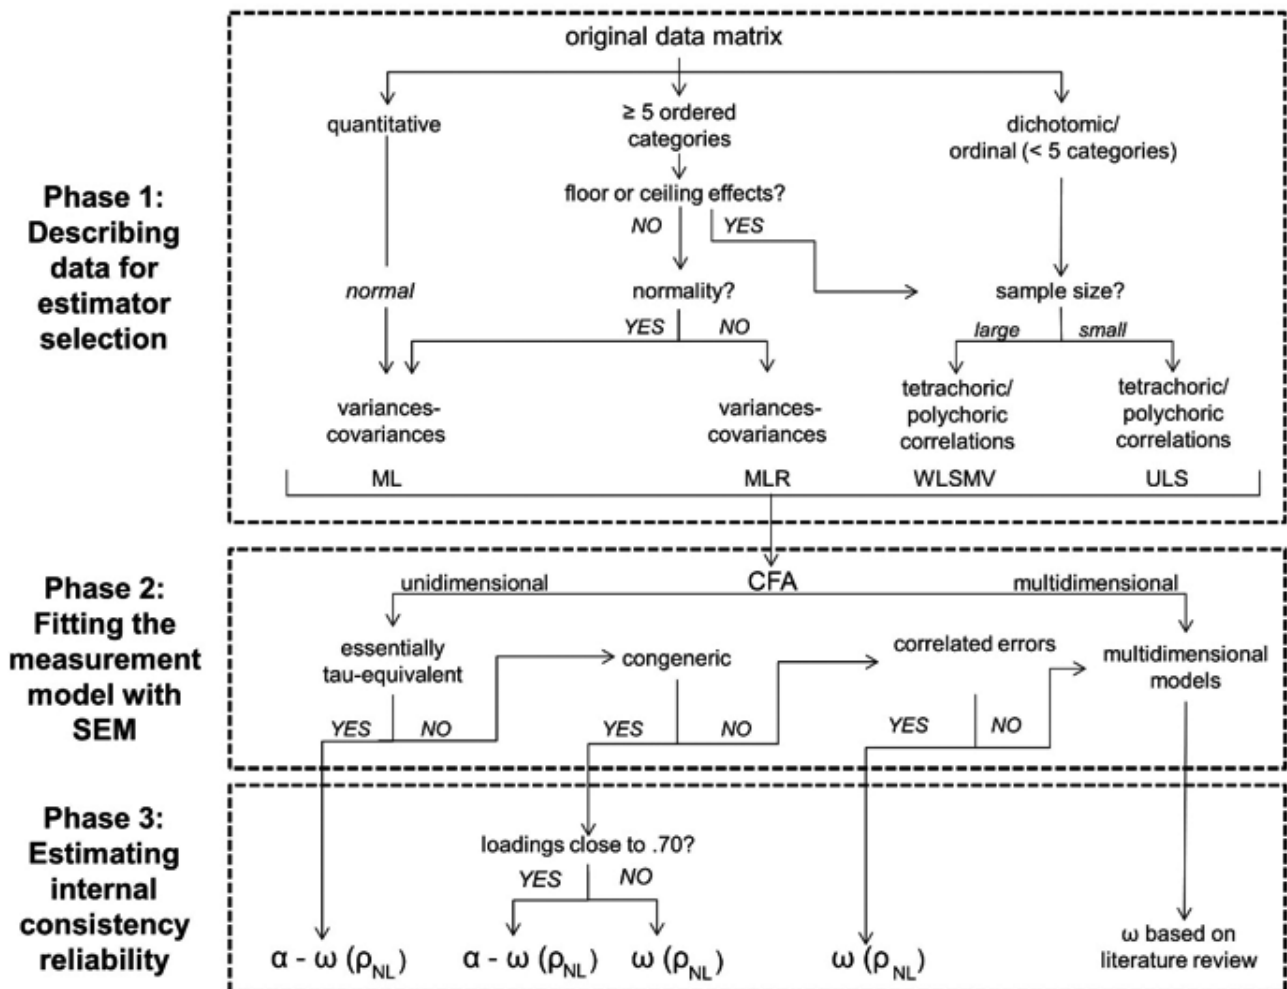 Phase 1:
Describing
data for
estimator
selection
original data matrix
quantitative
≥ 5 ordered
categories
dichotomic/
ordinal (< 5 categories)
floor or ceiling effects?
NO
YES
normal
normality?
sample size?
YES
NO
large
small
variances-
covariances
variances-
covariances
tetrachoric/
polychoric
correlations
tetrachoric/
polychoric
correlations
ML
MLR
WLSMV
ULS
Phase 2:
Fitting the
measurement
model with
SEM
unidimensional
CFA
multidimensional
essentially
tau-equivalent
congeneric
correlated errors
multidimensional
models
YES
NO
YES
NO
YES
NO
Phase 3:
Estimating
internal
consistency
reliability
loadings close to .70?
YES
NO
α - ω (ρNL)
α - ω (ρNL)
ω (ρNL)
ω (ρNL)
ω based on
literature review